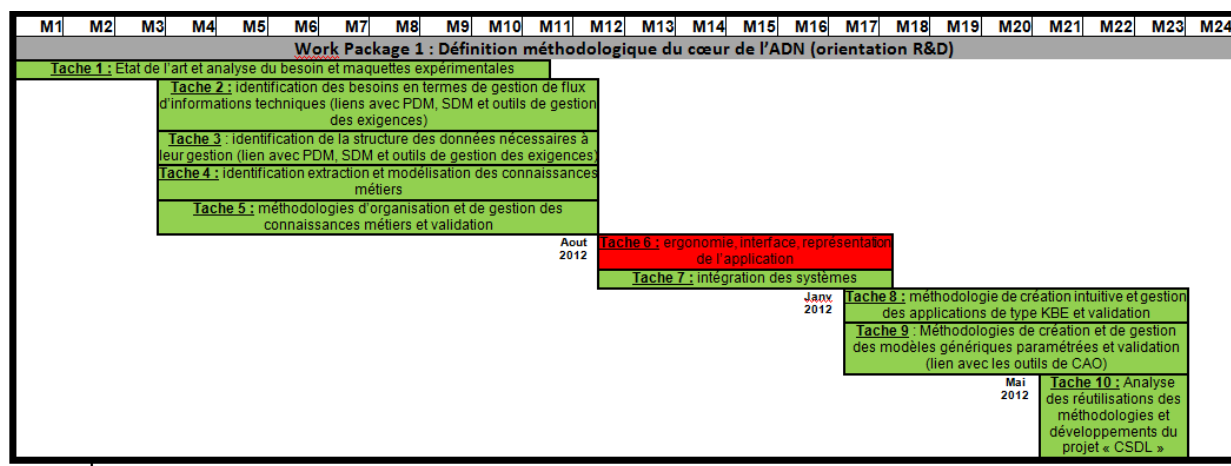 M1 M2 M3 M4 M5 M6 M7 M8 M9 M10 M11 M12 M13 M14 M15 M16 M17 M18 M19 M20 M21 M22 M23 M24
Work Package 1 : Définition méthodologique du cœur de l’ADN (orientation R&D)
Tache 1 : Etat de l’art et analyse du besoin et maquettes expérimentales
Tache 2 : identification des besoins en termes de gestion de flux
d’informations techniques (liens avec PDM, SDM et outils de gestion
des exigences)
Tache 3 : identification de la structure des données nécessaires à
leur gestion (lien avec PDM, SDM et outils de gestion des exigences)
Tache 4 : identification extraction et modélisation des connaissances
métiers
Tache 5 : méthodologies d’organisation et de gestion des
connaissances métiers et validation
Aout
2012
Tache 6 : ergonomie, interface, représentation
de l’application
Tache 7 : intégration des systèmes
Janv
2012
Tache 8 : méthodologie de création intuitive et gestion
des applications de type KBE et validation
Tache 9 : Méthodologies de création et de gestion
des modèles génériques paramétrées et validation
(lien avec les outils de CAO)
Mai
2012
Tache 10 : Analyse
des réutilisations des
méthodologies et
développements du
projet « CSDL »